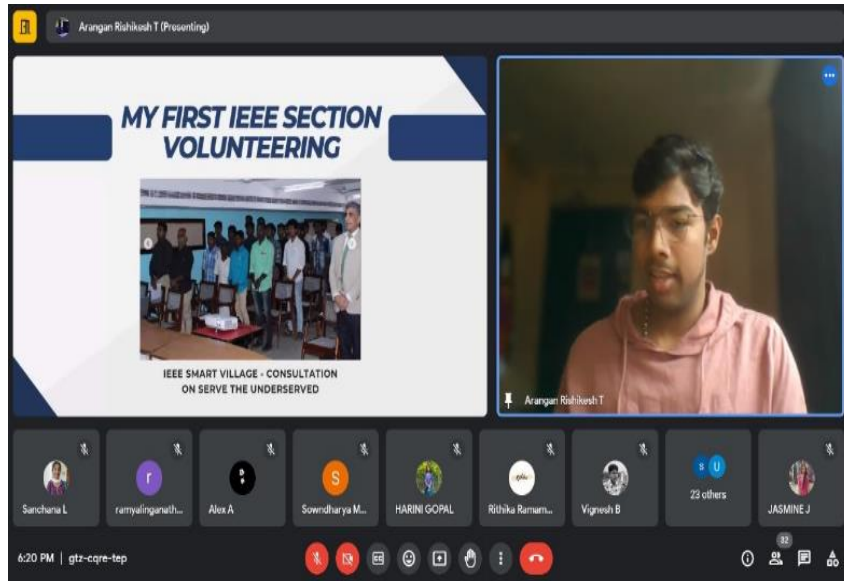 Arangan Rishikesh T (Presenting)
MY FIRST IEEE SECTION
VOLUNTEERING
IEEE SMART VILLAGE - CONSULTATION
ON SERVE THE UNDERSERVED
Arangan Rishikesh T
Sanchana L
r
ramyalinganath...
Alex A
S
Sowndharya M...
HARINI GOPAL
Rithika Ramam...
Vignesh B
S U
23 others
JASMINE J
32
6:20 PM | gtz-cqre-tep
CC